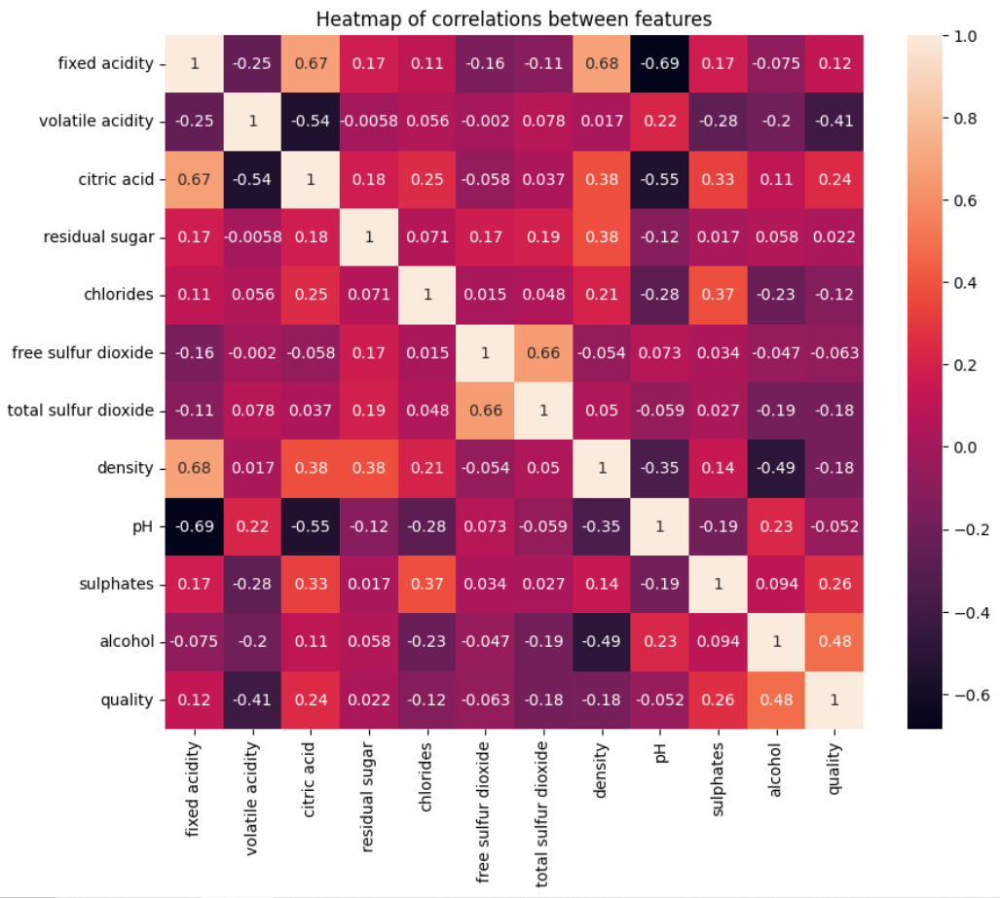 Heatmap of correlations between features
fixed acidity 1 -0.25 0.67 0.17 0.11 -0.16 -0.11 0.68 -0.69 0.17 -0.075 0.12
volatile acidity -0.25 1 -0.54 -0.0058 0.056 -0.002 0.078 0.017 0.22 -0.28 -0.2 -0.41
citric acid 0.67 -0.54 1 0.18 0.25 -0.058 0.037 0.38 -0.55 0.33 0.11 0.24
residual sugar 0.17 -0.0058 0.18 1 0.071 0.17 0.19 0.38 -0.12 0.017 0.058 0.022
chlorides 0.11 0.056 0.25 0.071 1 0.015 0.048 0.21 -0.28 0.37 -0.23 -0.12
free sulfur dioxide -0.16 -0.002 -0.058 0.17 0.015 1 0.66 -0.054 0.073 0.034 -0.047 -0.063
total sulfur dioxide -0.11 0.078 0.037 0.19 0.048 0.66 1 0.05 -0.059 0.027 -0.19 -0.18
density 0.68 0.017 0.38 0.38 0.21 -0.054 0.05 1 -0.35 0.14 -0.49 -0.18
pH -0.69 0.22 -0.55 -0.12 -0.28 0.073 -0.059 -0.35 1 -0.19 0.23 -0.052
sulphates 0.17 -0.28 0.33 0.017 0.37 0.034 0.027 0.14 -0.19 1 0.094 0.26
alcohol -0.075 -0.2 0.11 0.058 -0.23 -0.047 -0.19 -0.49 0.23 0.094 1 0.48
quality 0.12 -0.41 0.24 0.022 -0.12 -0.063 -0.18 -0.18 -0.052 0.26 0.48 1
fixed acidity
volatile acidity
citric acid
residual sugar
chlorides
free sulfur dioxide
total sulfur dioxide
density
pH
sulphates
alcohol
quality
1.0
0.8
0.6
0.4
0.2
0.0
−0.2
−0.4
−0.6